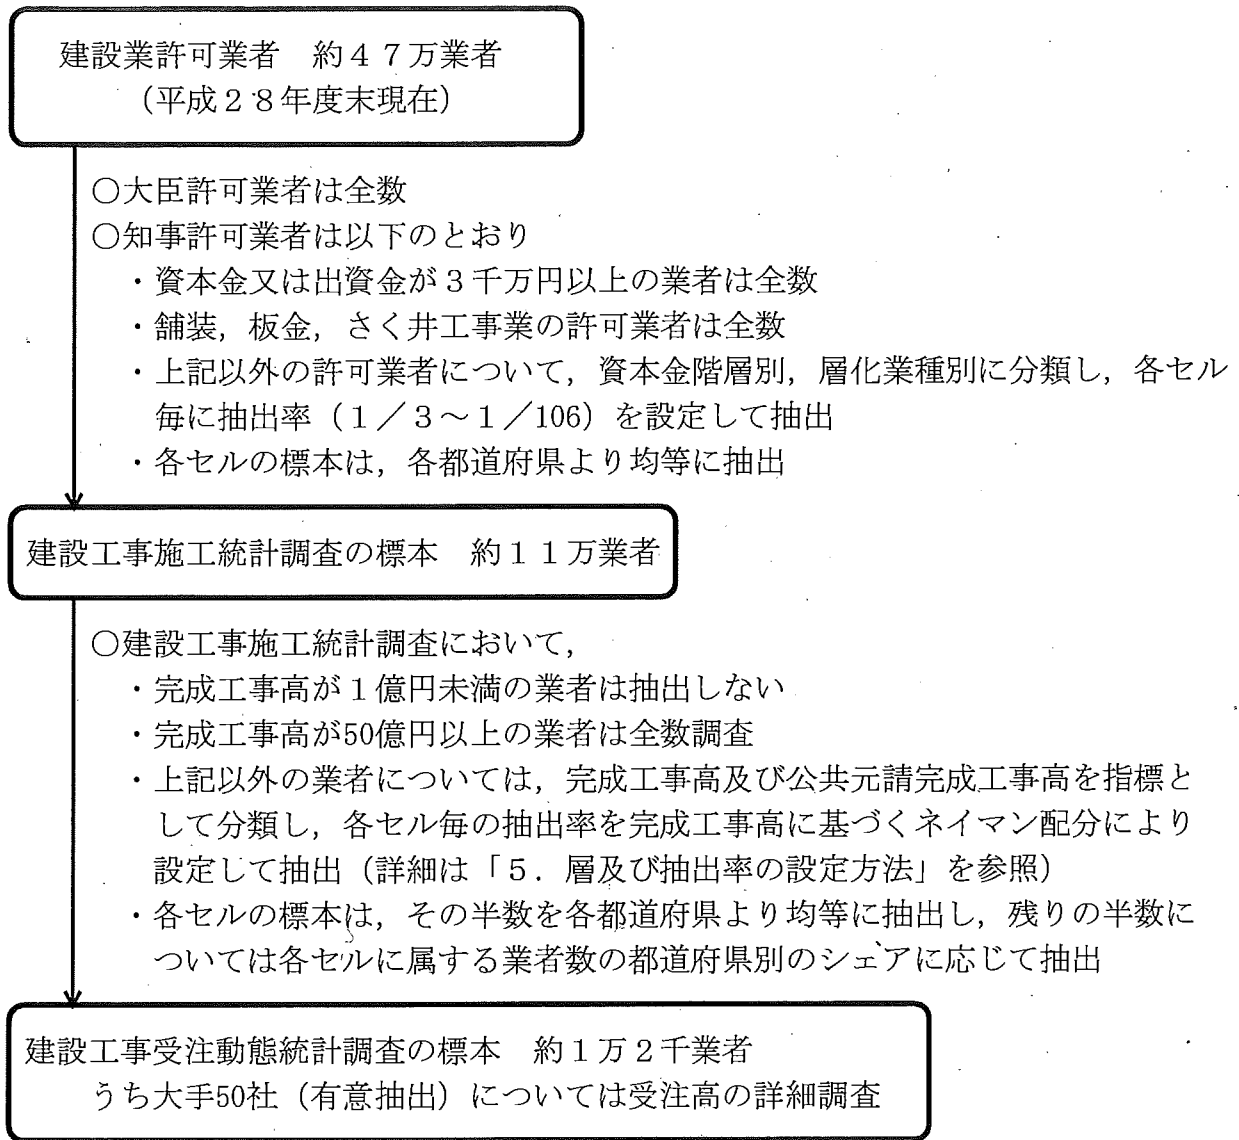 建設業許可業者　約４７万業者
（平成２８年度末現在）
○大臣許可業者は全数
○知事許可業者は以下のとおり
・資本金又は出資金が３千万円以上の業者は全数
・舗装，板金，さく井工事業の許可業者は全数
・上記以外の許可業者について，資本金階層別，層化業種別に分類し，各セル
毎に抽出率（１／３～１／106）を設定して抽出
・各セルの標本は，各都道府県より均等に抽出
建設工事施工統計調査の標本　約１１万業者
○建設工事施工統計調査において，
・完成工事高が１億円未満の業者は抽出しない
・完成工事高が50億円以上の業者は全数調査
・上記以外の業者については，完成工事高及び公共元請完成工事高を指標と
して分類し，各セル毎の抽出率を完成工事高に基づくネイマン配分により
設定して抽出（詳細は「５．層及び抽出率の設定方法」を参照）
・各セルの標本は，その半数を各都道府県より均等に抽出し，残りの半数に
ついては各セルに属する業者数の都道府県別のシェアに応じて抽出
建設工事受注動態統計調査の標本　約１万２千業者
うち大手50社（有意抽出）については受注高の詳細調査